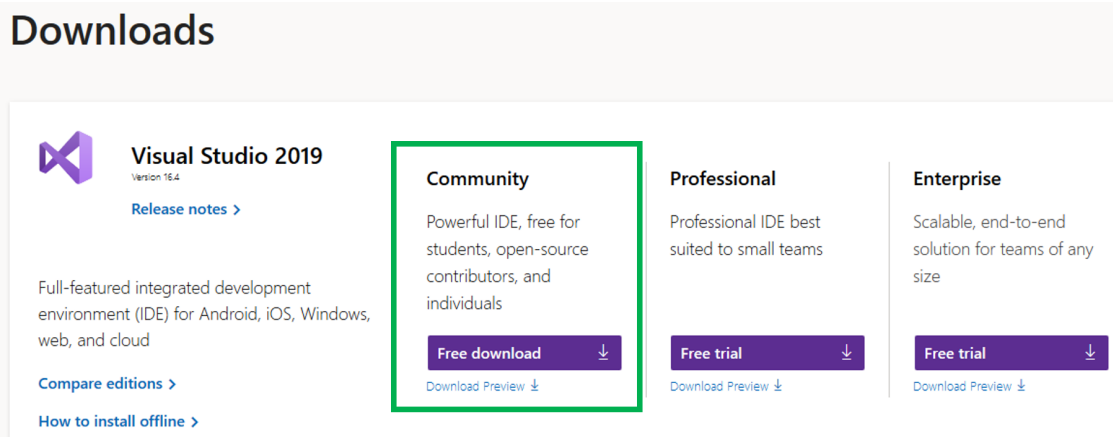 Downloads
Visual Studio 2019
Version 16.4
Release notes >
Full-featured integrated development
environment (IDE) for Android, iOS, Windows,
web, and cloud
Compare editions >
How to install offline >
Community
Powerful IDE, free for
students, open-source
contributors, and
individuals
Free download
Download Preview
Professional
Professional IDE best
suited to small teams
Free trial
Download Preview
Enterprise
Scalable, end-to-end
solution for teams of any
size
Free trial
Download Preview